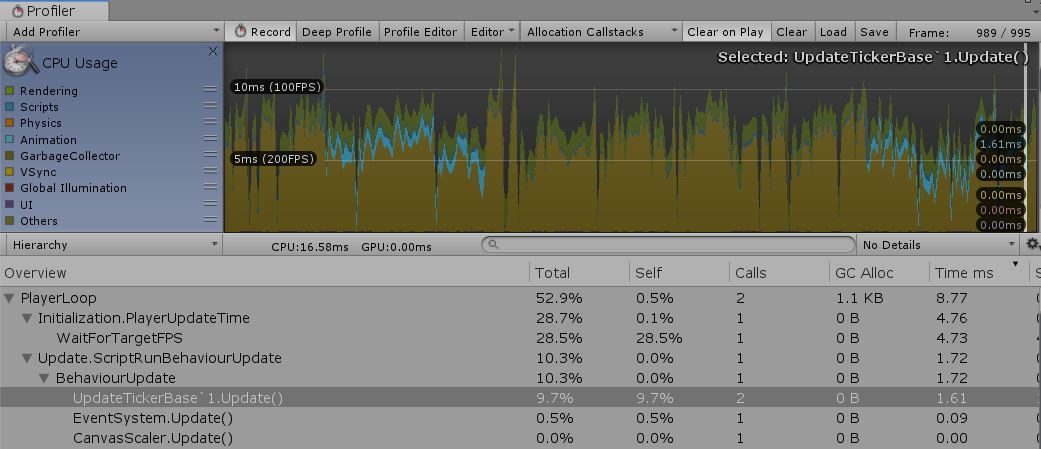 Profiler
Add Profiler Record Deep Profile Profile Editor Editor Allocation Callstacks Clear on Play Clear Load Save Frame: 989 / 995
CPU Usage X Selected: UpdateTickerBase`1.Update()
Rendering 10ms (100FPS)
Scripts
Physics
Animation
GarbageCollector
VSync
Global Illumination
UI
Others
5ms (200FPS)
0.00ms
1.61ms
0.00ms
0.00ms
0.00ms
0.00ms
0.00ms
Hierarchy CPU:16.58ms GPU:0.00ms No Details
Overview Total Self Calls GC Alloc Time ms S
PlayerLoop 52.9% 0.5% 2 1.1 KB 8.77
Initialization.PlayerUpdateTime 28.7% 0.1% 1 0 B 4.76
WaitForTargetFPS 28.5% 28.5% 1 0 B 4.73
Update.ScriptRunBehaviourUpdate 10.3% 0.0% 1 0 B 1.72
BehaviourUpdate 10.3% 0.0% 1 0 B 1.72
UpdateTickerBase`1.Update() 9.7% 9.7% 2 0 B 1.61
EventSystem.Update() 0.5% 0.5% 1 0 B 0.09
CanvasScaler.Update() 0.0% 0.0% 1 0 B 0.00